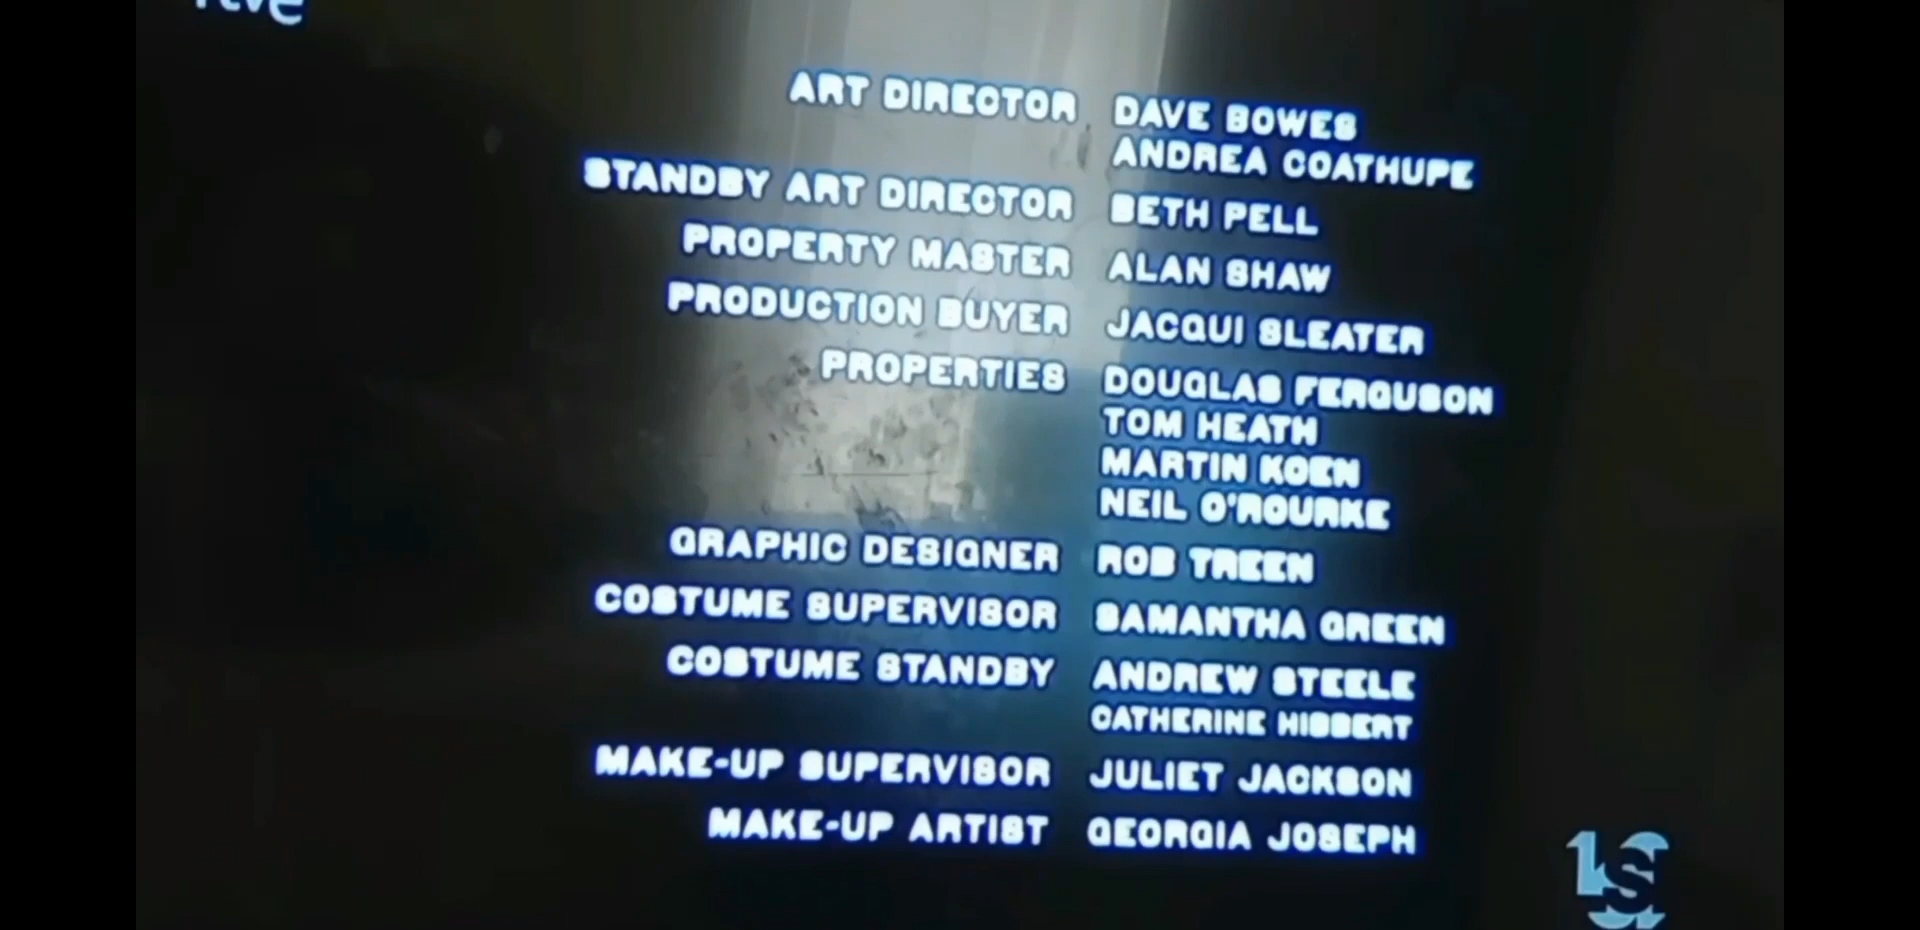 rtve
ART DIRECTOR DAVE BOWES
ANDREA COATHUPE
STANDBY ART DIRECTOR BETH PELL
PROPERTY MASTER ALAN SHAW
PRODUCTION BUYER JACQUI SLEATER
PROPERTIES DOUGLAS FERGUSON
TOM HEATH
MARTIN KOEN
NEIL O'ROURKE
GRAPHIC DESIGNER ROB TREEN
COSTUME SUPERVISOR SAMANTHA GREEN
COSTUME STANDBY ANDREW STEELE
CATHERINE HIBBERT
MAKE-UP SUPERVISOR JULIET JACKSON
MAKE-UP ARTIST GEORGIA JOSEPH